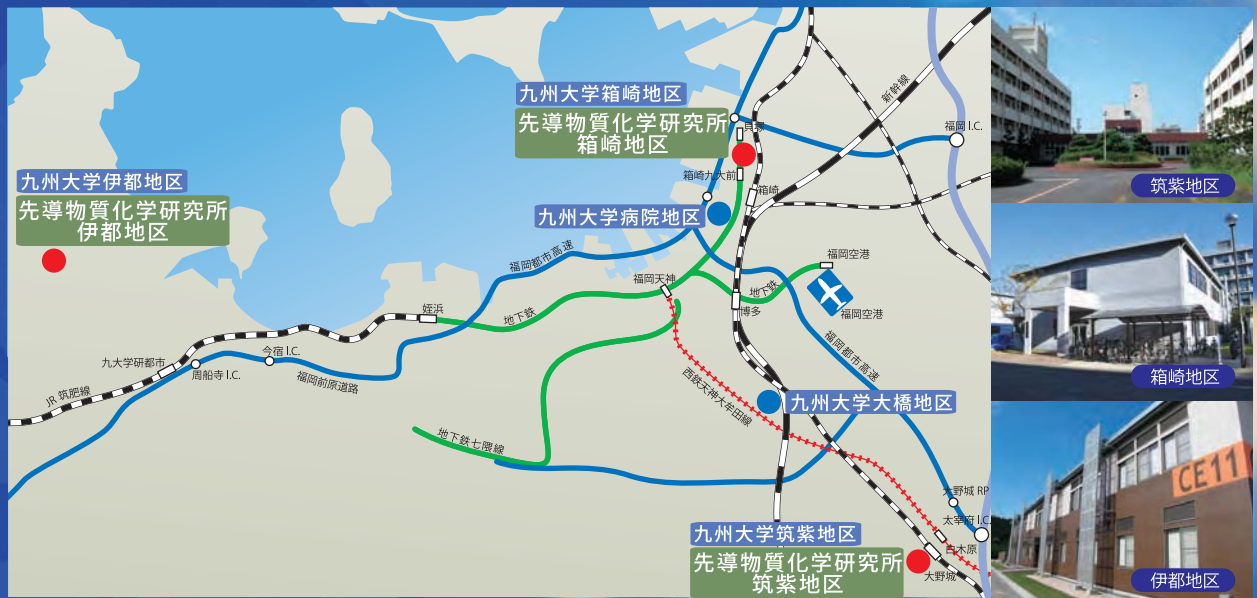 九州大学箱崎地区
先導物質化学研究所
箱崎地区
貝塚
新幹線
福岡 I.C.
筑紫地区
九州大学伊都地区
先導物質化学研究所
伊都地区
箱崎九大前
箱崎
九州大学病院地区
福岡都市高速
福岡空港
福岡天神
地下鉄
福岡空港
姪浜
地下鉄
博多
福岡都市高速
九大学研都市
今宿 I.C.
周船寺 I.C.
福岡前原道路
JR 筑肥線
西鉄天神大牟田線
九州大学大橋地区
箱崎地区
地下鉄七隈線
CE11
大野城 RP
太宰府 I.C.
白木原
大野城
九州大学筑紫地区
先導物質化学研究所
筑紫地区
伊都地区